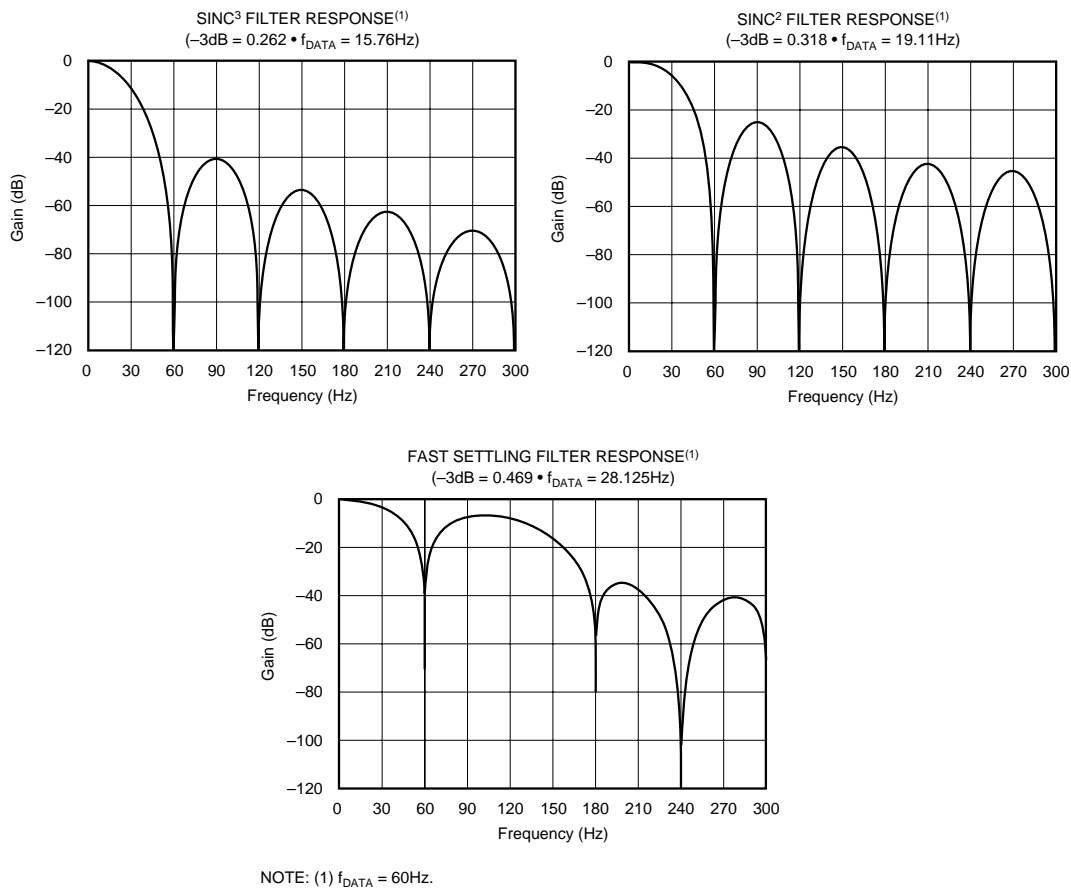 SINC³ FILTER RESPONSE(1)
(–3dB = 0.262 • fDATA = 15.76Hz)
0
–20
–40
–60
–80
–100
–120
Gain (dB)
0 30 60 90 120 150 180 210 240 270 300
Frequency (Hz)
SINC² FILTER RESPONSE(1)
(–3dB = 0.318 • fDATA = 19.11Hz)
0
–20
–40
–60
–80
–100
–120
Gain (dB)
0 30 60 90 120 150 180 210 240 270 300
Frequency (Hz)
FAST SETTLING FILTER RESPONSE(1)
(–3dB = 0.469 • fDATA = 28.125Hz)
0
–20
–40
–60
–80
–100
–120
Gain (dB)
0 30 60 90 120 150 180 210 240 270 300
Frequency (Hz)
NOTE: (1) fDATA = 60Hz.